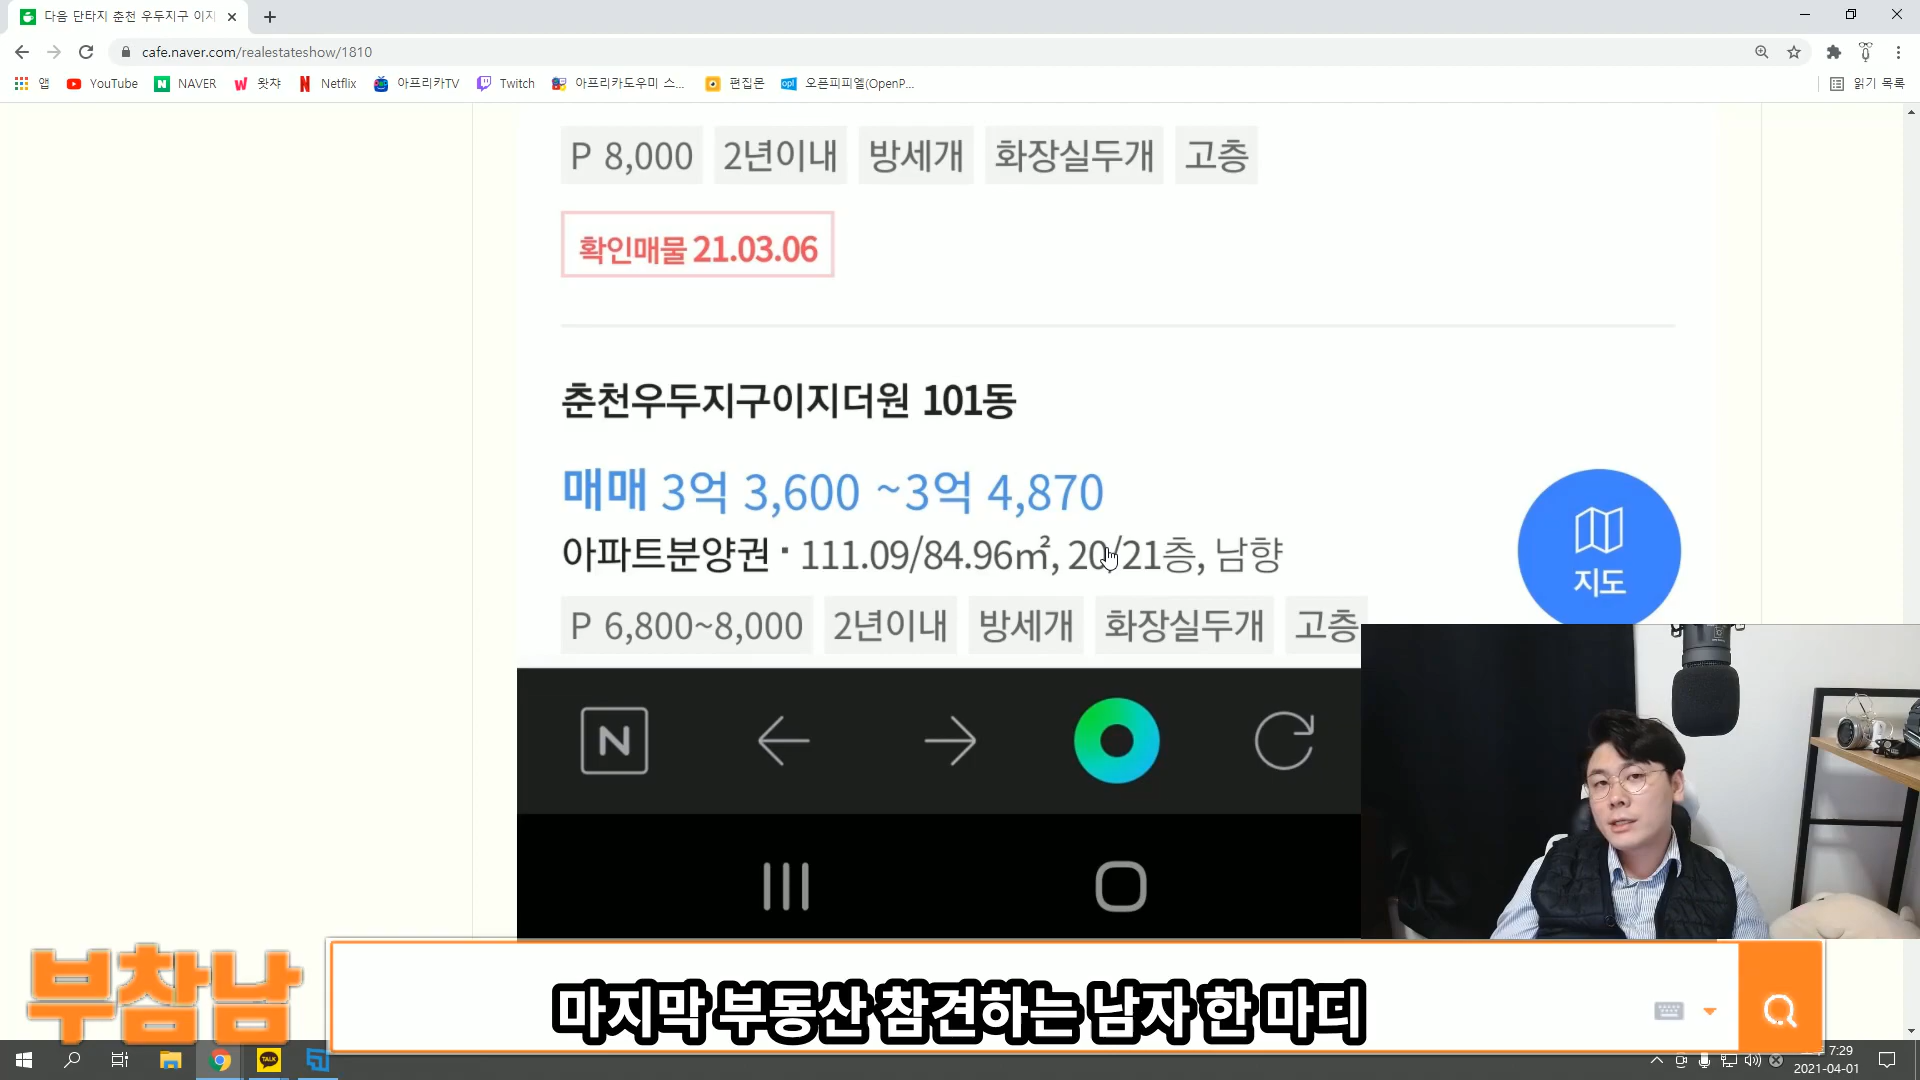 다음 단타지 춘천 우두지구 이지
cafe.naver.com/realestateshow/1810
앱 YouTube NAVER 왓챠 Netflix 아프리카TV Twitch 아프리카도우미 스... 편집몬 오픈피피엘(OpenP... 읽기 목록
P 8,000 2년이내 방세개 화장실두개 고층
확인매물 21.03.06
춘천우두지구이지더원 101동
매매 3억 3,600 ~3억 4,870
아파트분양권 · 111.09/84.96㎡, 20/21층, 남향
지도
P 6,800~8,000 2년이내 방세개 화장실두개 고층
N
부참남
마지막 부동산 참견하는 남자 한 마디
TALK
7:29
2021-04-01